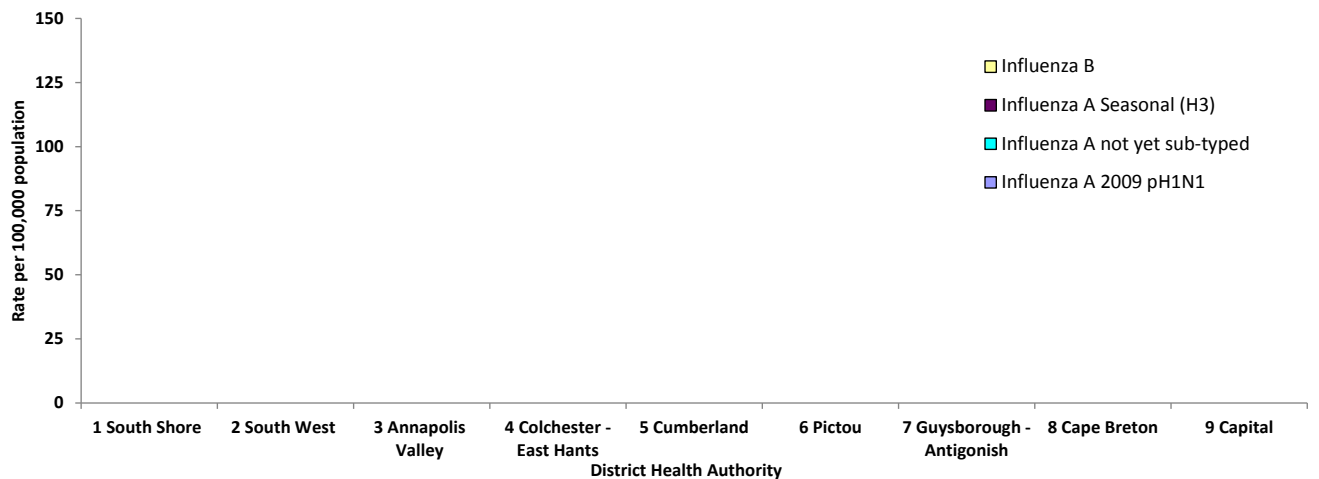 Rate per 100,000 population
150
125
100
75
50
25
0
Influenza B
Influenza A Seasonal (H3)
Influenza A not yet sub-typed
Influenza A 2009 pH1N1
1 South Shore
2 South West
3 Annapolis
Valley
4 Colchester -
East Hants
5 Cumberland
6 Pictou
7 Guysborough -
Antigonish
8 Cape Breton
9 Capital
District Health Authority